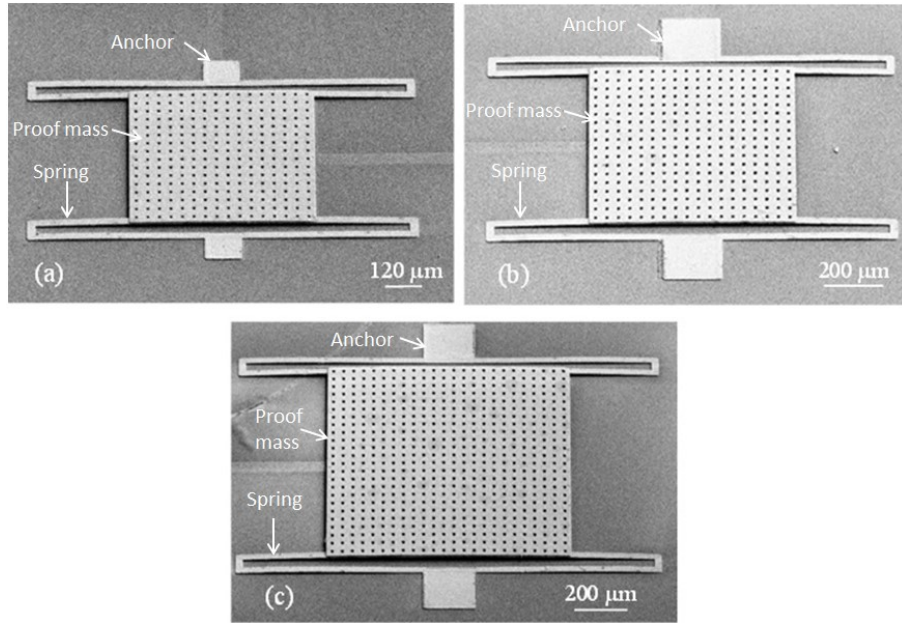 Anchor
Proof mass
Spring
(a)
120 μm
Anchor
Proof mass
Spring
(b)
200 μm
Anchor
Proof
mass
Spring
(c)
200 μm